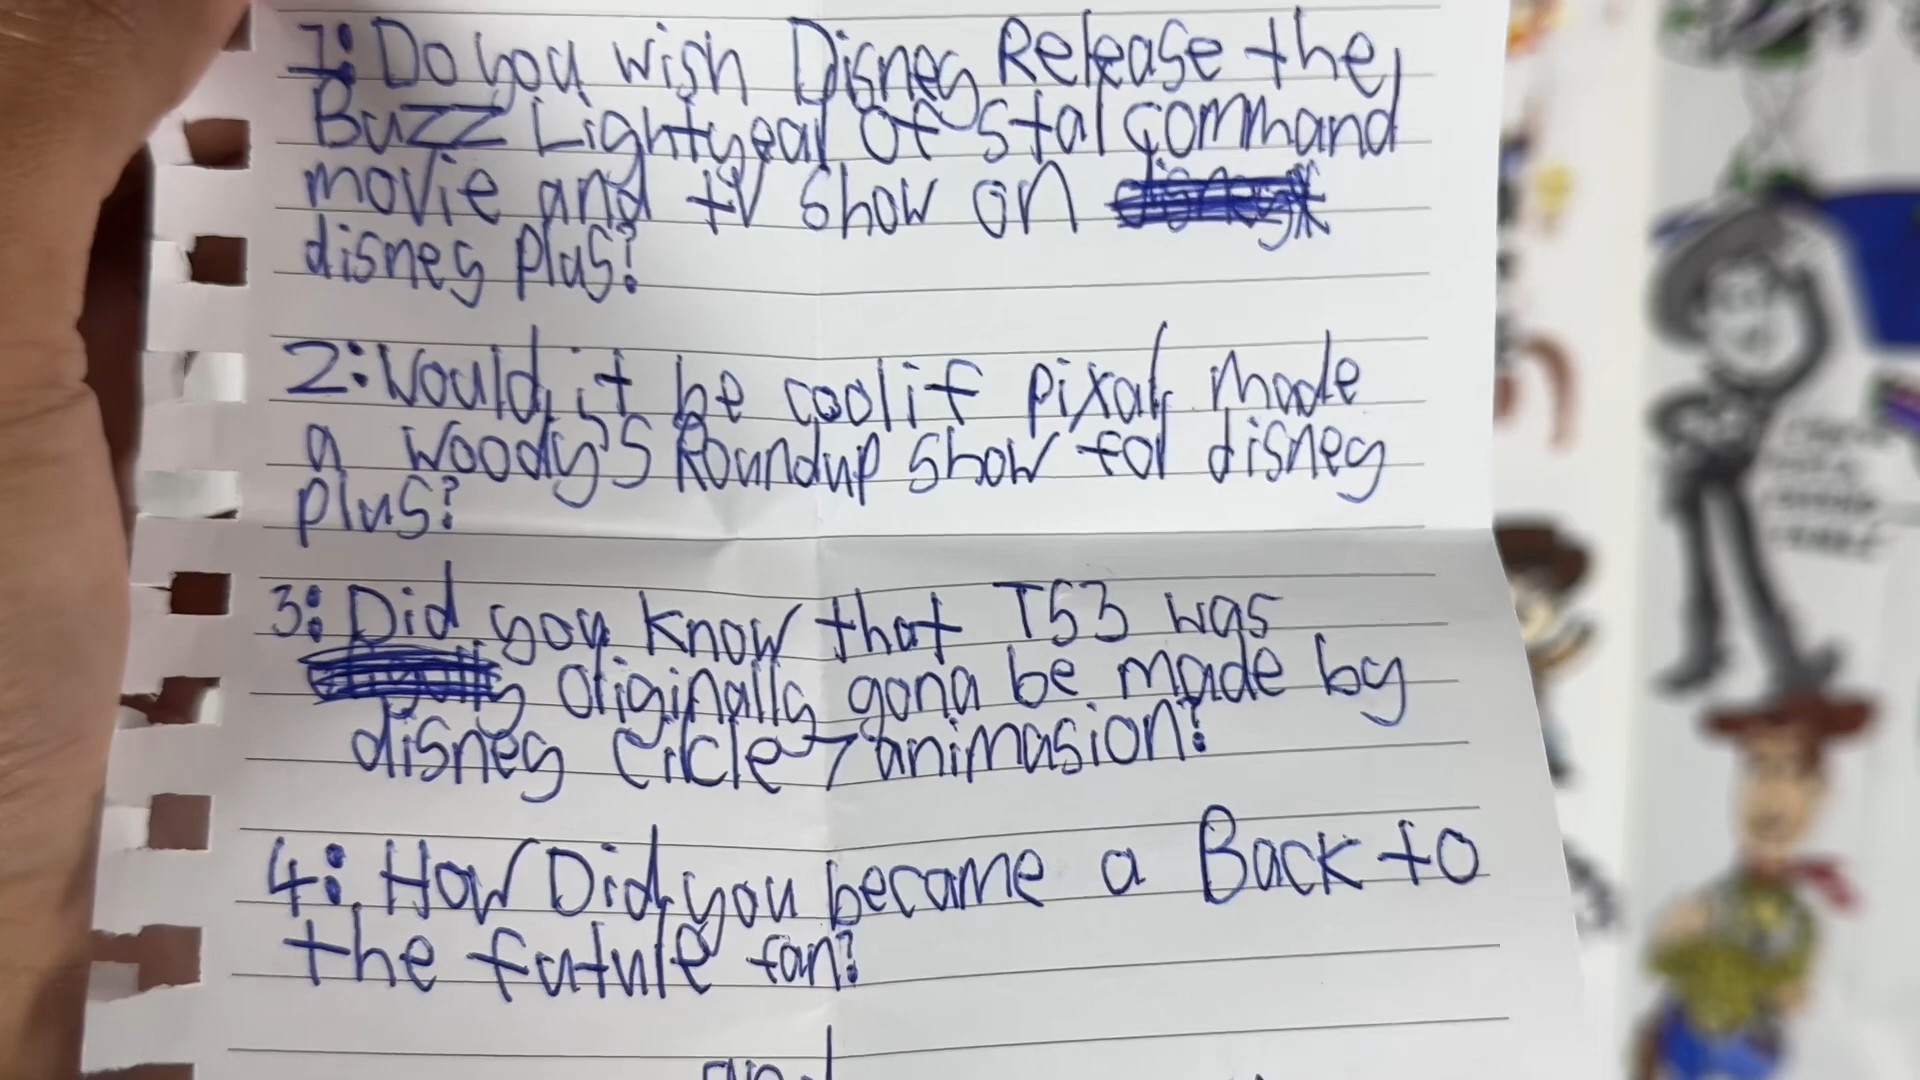 1: Do you wish Disney Release the
Buzz Lightyear of star command
movie and tv show on
disney plus?
2: Would it be cool if pixar made
a woody's Roundup show for disney
plus?
3: Did you know that TS3 was
originally gona be made by
disney circle 7 animasion?
4: How Did you became a Back to
the future fan?